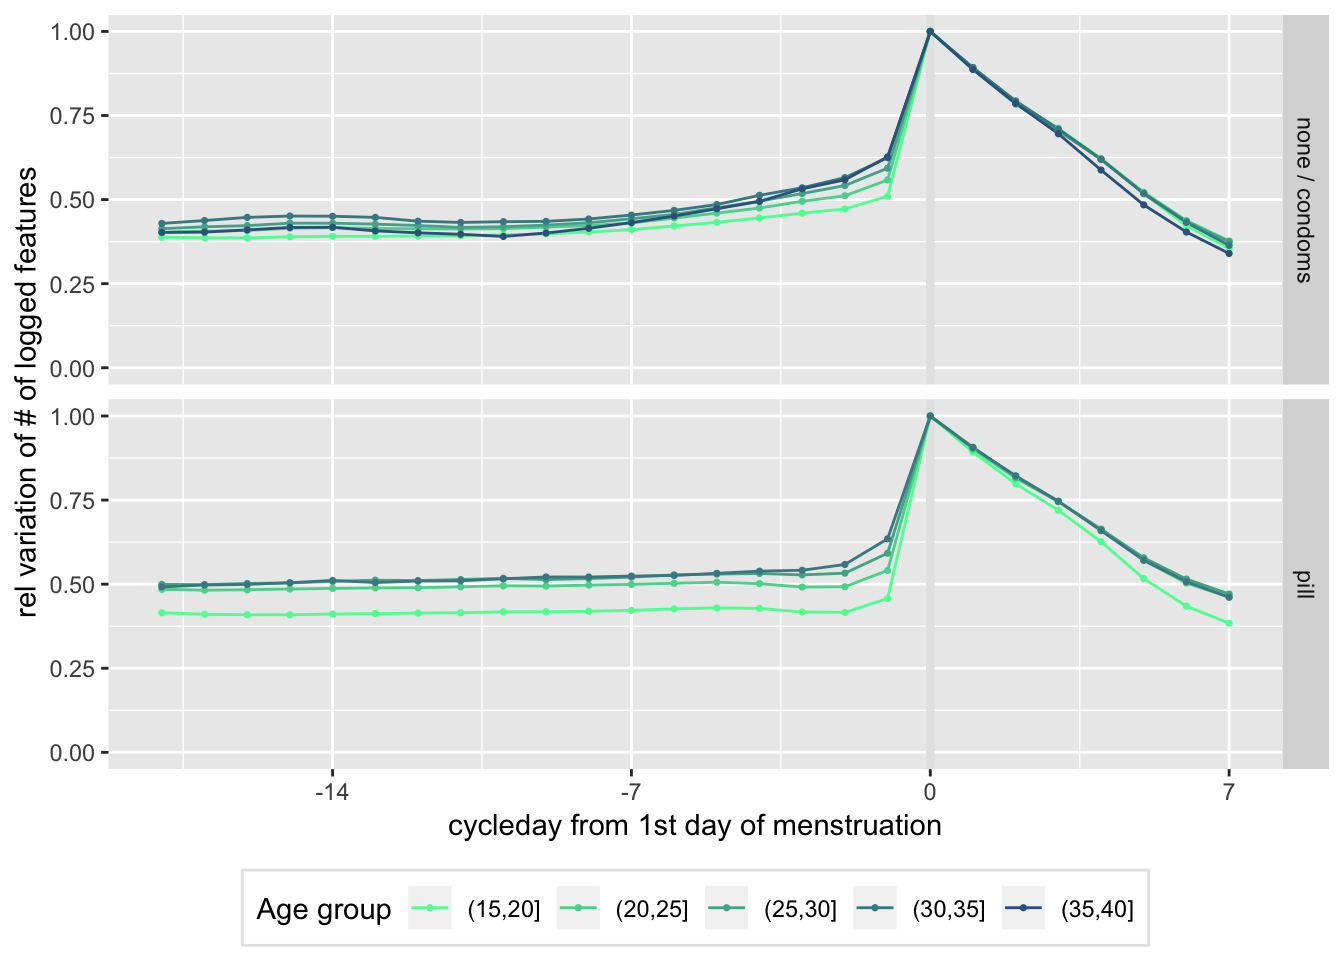 rel variation of # of logged features
1.00
0.75
0.50
0.25
0.00
none / condoms
1.00
0.75
0.50
0.25
0.00
pill
-14 -7 0 7
cycleday from 1st day of menstruation
Age group (15,20] (20,25] (25,30] (30,35] (35,40]